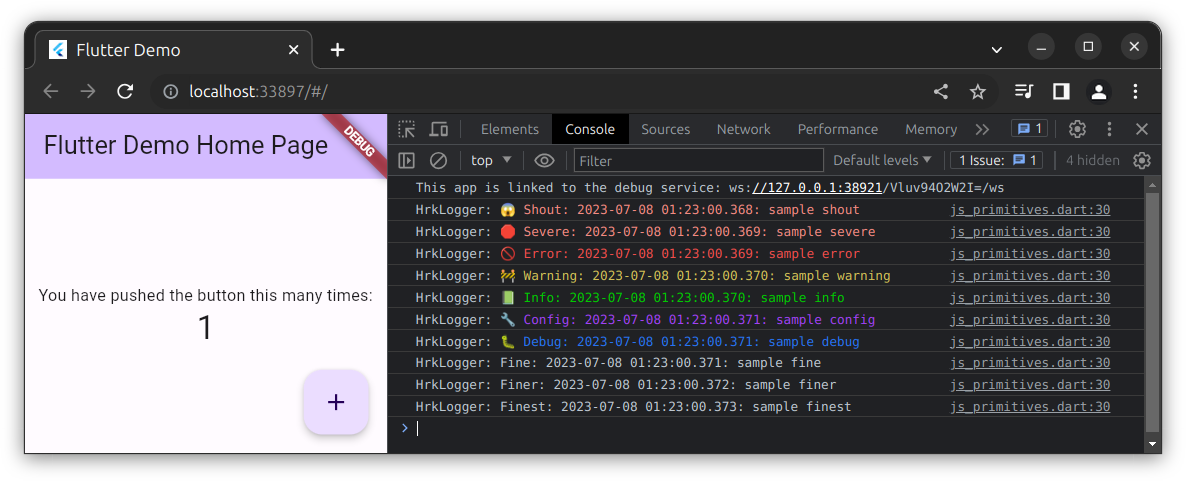 Flutter Demo
localhost:33897/#/
Flutter Demo Home Page
DEBUG
You have pushed the button this many times:
1
+
Elements Console Sources Network Performance Memory 1
top Filter Default levels 1 Issue: 1 4 hidden
This app is linked to the debug service: ws://127.0.0.1:38921/Vluv94O2W2I=/ws
HrkLogger: 😱 Shout: 2023-07-08 01:23:00.368: sample shout js_primitives.dart:30
HrkLogger: 🛑 Severe: 2023-07-08 01:23:00.369: sample severe js_primitives.dart:30
HrkLogger: 🚫 Error: 2023-07-08 01:23:00.369: sample error js_primitives.dart:30
HrkLogger: 🚧 Warning: 2023-07-08 01:23:00.370: sample warning js_primitives.dart:30
HrkLogger: 📗 Info: 2023-07-08 01:23:00.370: sample info js_primitives.dart:30
HrkLogger: 🔧 Config: 2023-07-08 01:23:00.371: sample config js_primitives.dart:30
HrkLogger: 🐛 Debug: 2023-07-08 01:23:00.371: sample debug js_primitives.dart:30
HrkLogger: Fine: 2023-07-08 01:23:00.371: sample fine js_primitives.dart:30
HrkLogger: Finer: 2023-07-08 01:23:00.372: sample finer js_primitives.dart:30
HrkLogger: Finest: 2023-07-08 01:23:00.373: sample finest js_primitives.dart:30